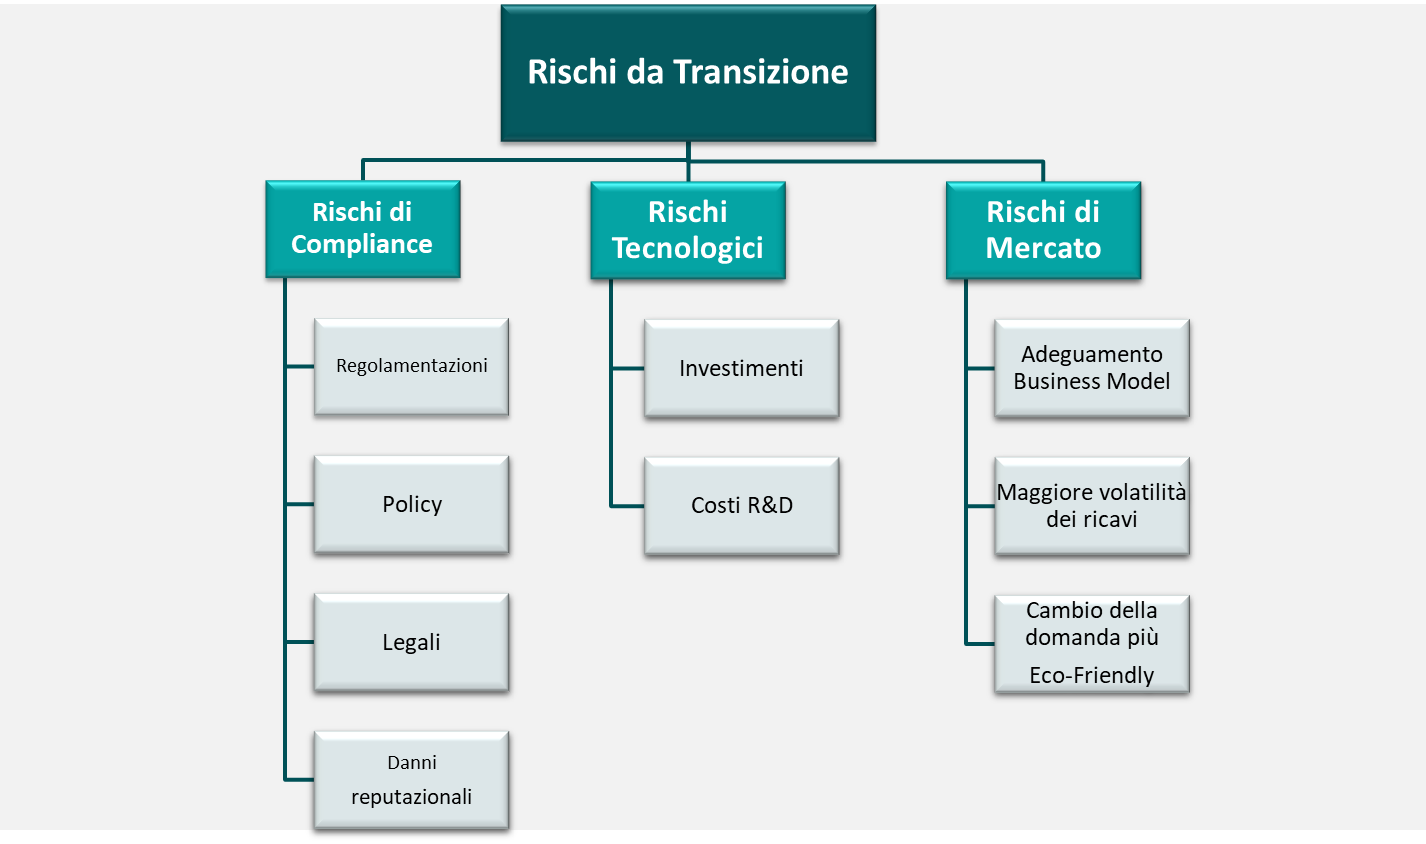 Rischi da Transizione
Rischi di
Compliance
Regolamentazioni
Policy
Legali
Danni
reputazionali
Rischi
Tecnologici
Investimenti
Costi R&D
Rischi di
Mercato
Adeguamento
Business Model
Maggiore volatilità
dei ricavi
Cambio della
domanda più
Eco-Friendly